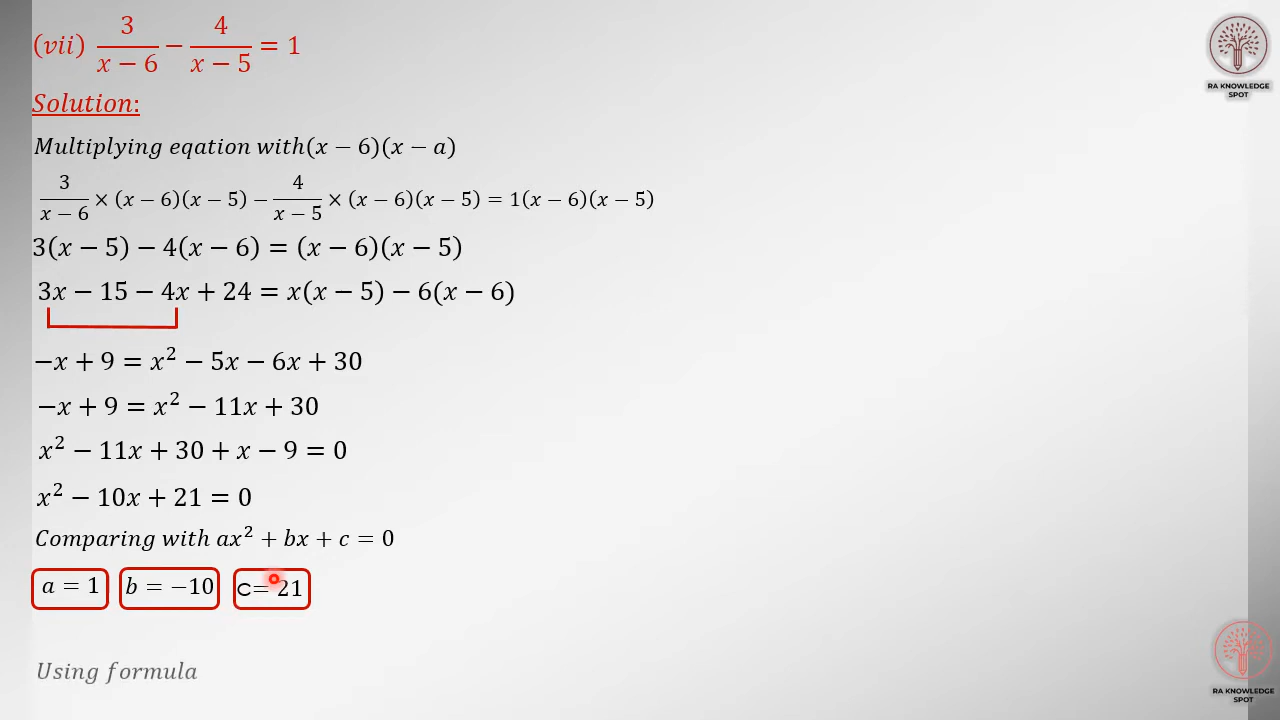 (vii) 3/(x − 6) − 4/(x − 5) = 1
RA KNOWLEDGE
SPOT
Solution:
Multiplying eqation with(x − 6)(x − a)
3/(x − 6) × (x − 6)(x − 5) − 4/(x − 5) × (x − 6)(x − 5) = 1(x − 6)(x − 5)
3(x − 5) − 4(x − 6) = (x − 6)(x − 5)
3x − 15 − 4x + 24 = x(x − 5) − 6(x − 6)
−x + 9 = x² − 5x − 6x + 30
−x + 9 = x² − 11x + 30
x² − 11x + 30 + x − 9 = 0
x² − 10x + 21 = 0
Comparing with ax² + bx + c = 0
a = 1 b = −10 c= 21
Using formula
RA KNOWLEDGE
SPOT